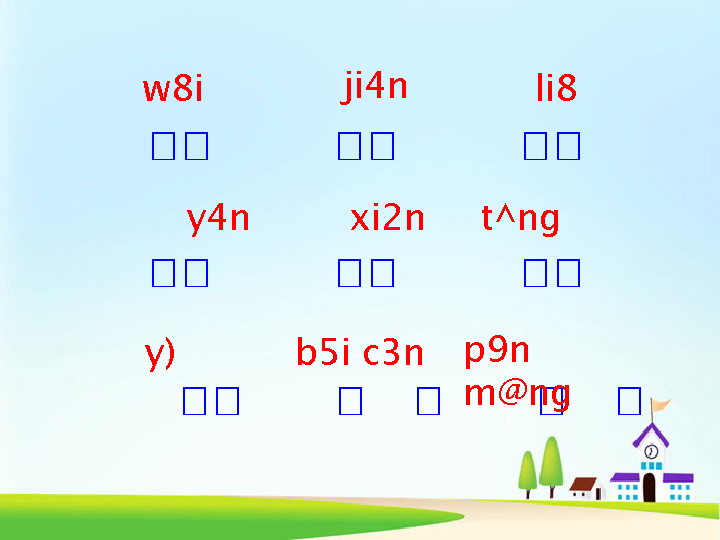 w8i ji4n li8
□□ □□ □□
y4n xi2n t^ng
□□ □□ □□
y) b5i c3n p9n
m@ng
□□ □ □ □ □